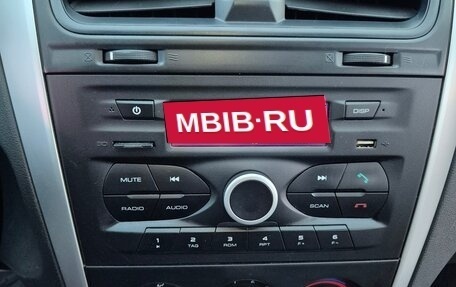 MBIB·RU
DISP
MUTE
SCAN
RADIO AUDIO
1 2 3 4 5 6
TAG RDM RPT F- F+